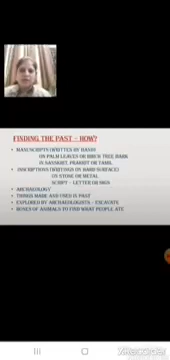 FINDING THE PAST – HOW?
MANUSCRIPTS (WRITTEN BY HAND)
ON PALM LEAVES OR BIRCH TREE BARK
IN SANSKRIT, PRAKRIT OR TAMIL
INSCRIPTIONS (WRITINGS ON HARD SURFACE)
ON STONE OR METAL
SCRIPT – LETTER OR SIGN
ARCHAEOLOGY
THINGS MADE AND USED IN PAST
EXPLORED BY ARCHAEOLOGISTS – EXCAVATE
BONES OF ANIMALS TO FIND WHAT PEOPLE ATE